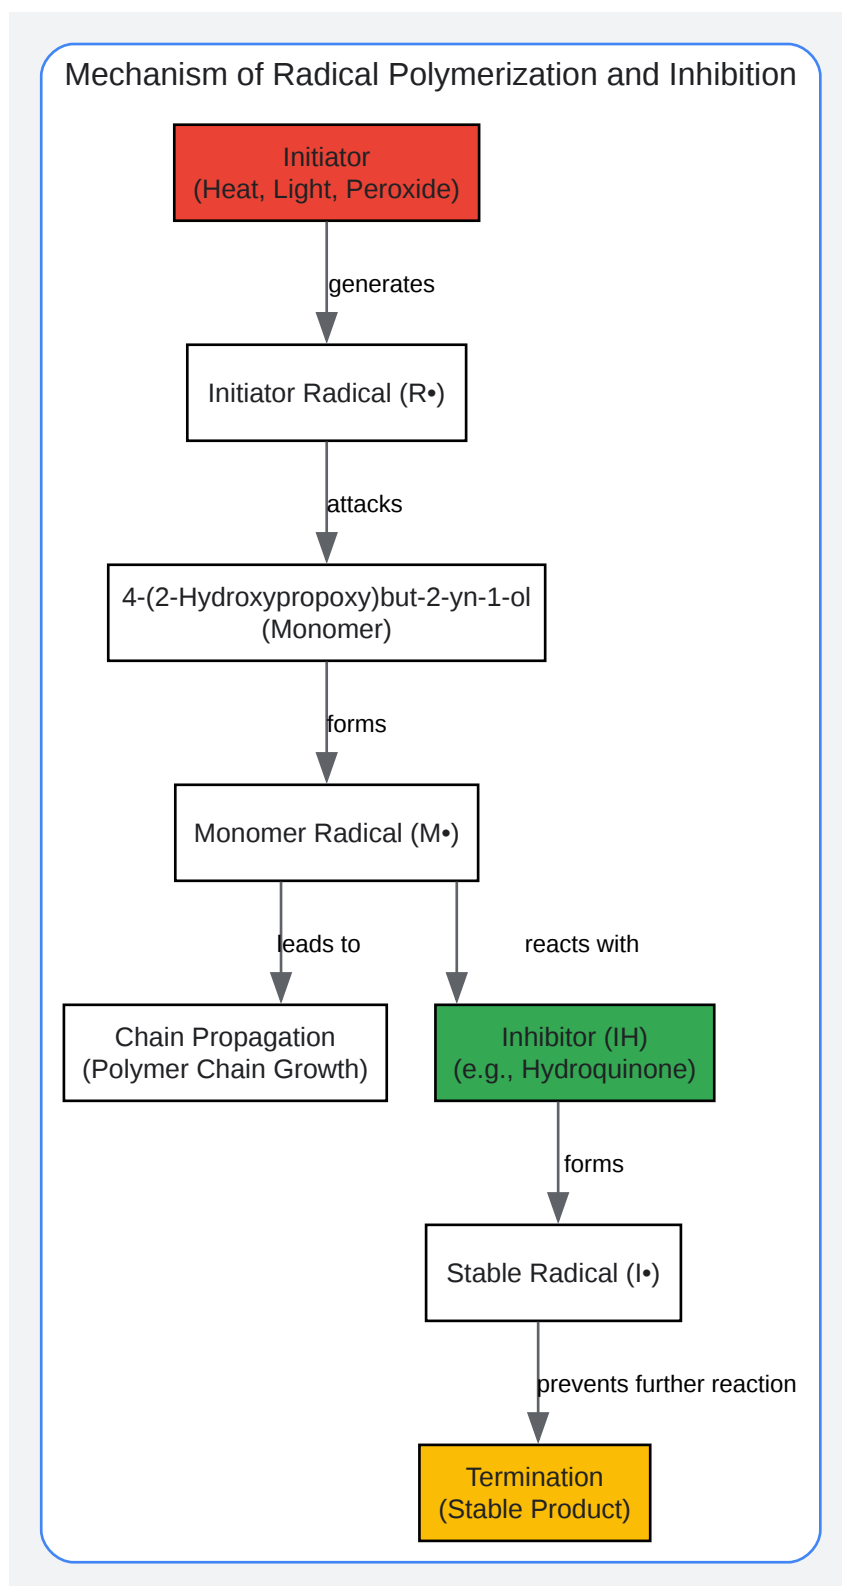 Mechanism of Radical Polymerization and Inhibition
Initiator
(Heat, Light, Peroxide)
generates
Initiator Radical (R•)
attacks
4-(2-Hydroxypropoxy)but-2-yn-1-ol
(Monomer)
forms
Monomer Radical (M•)
leads to
reacts with
Chain Propagation
(Polymer Chain Growth)
Inhibitor (IH)
(e.g., Hydroquinone)
forms
Stable Radical (I•)
prevents further reaction
Termination
(Stable Product)